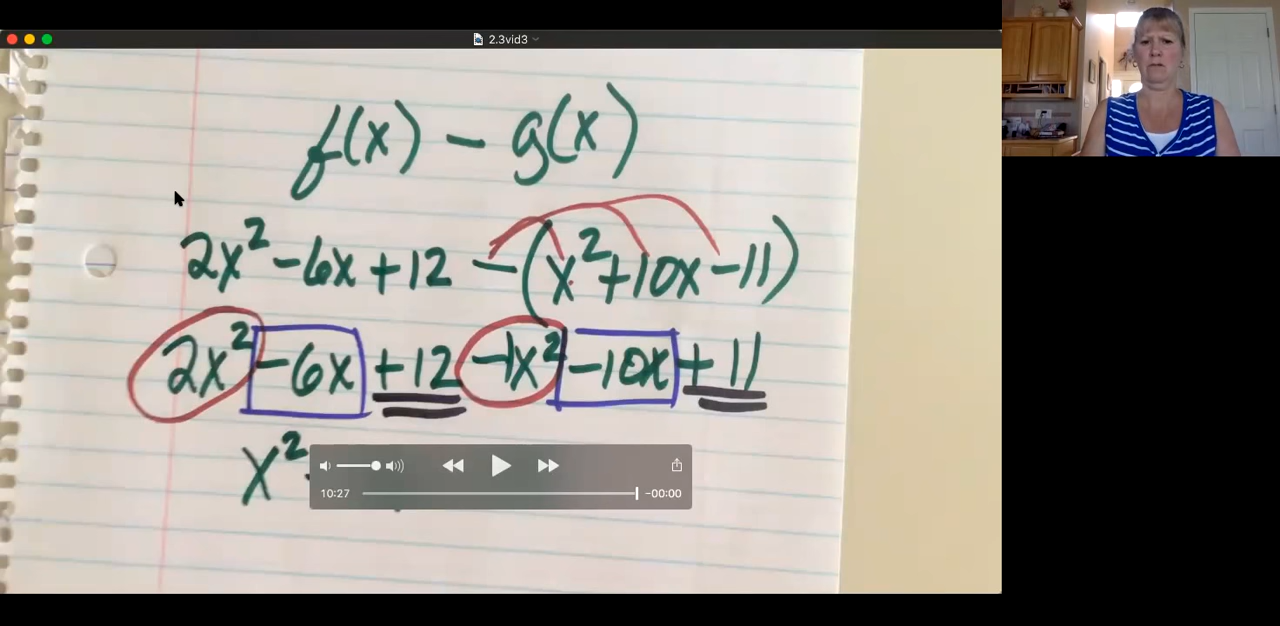 2.3vid3
f(x) - g(x)
2x² - 6x + 12 - (x² + 10x - 11)
2x² - 6x + 12 - 1x² - 10x + 11
x²
10:27 -00:00